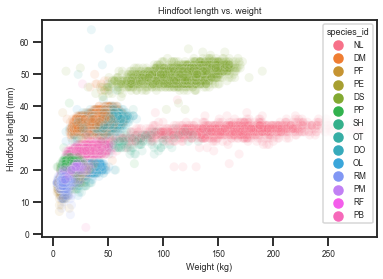 Hindfoot length vs. weight
species_id
NL
DM
PF
PE
DS
PP
SH
OT
DO
OL
RM
PM
RF
PB
Hindfoot length (mm)
60
50
40
30
20
10
0
0
50
100
150
200
250
Weight (kg)